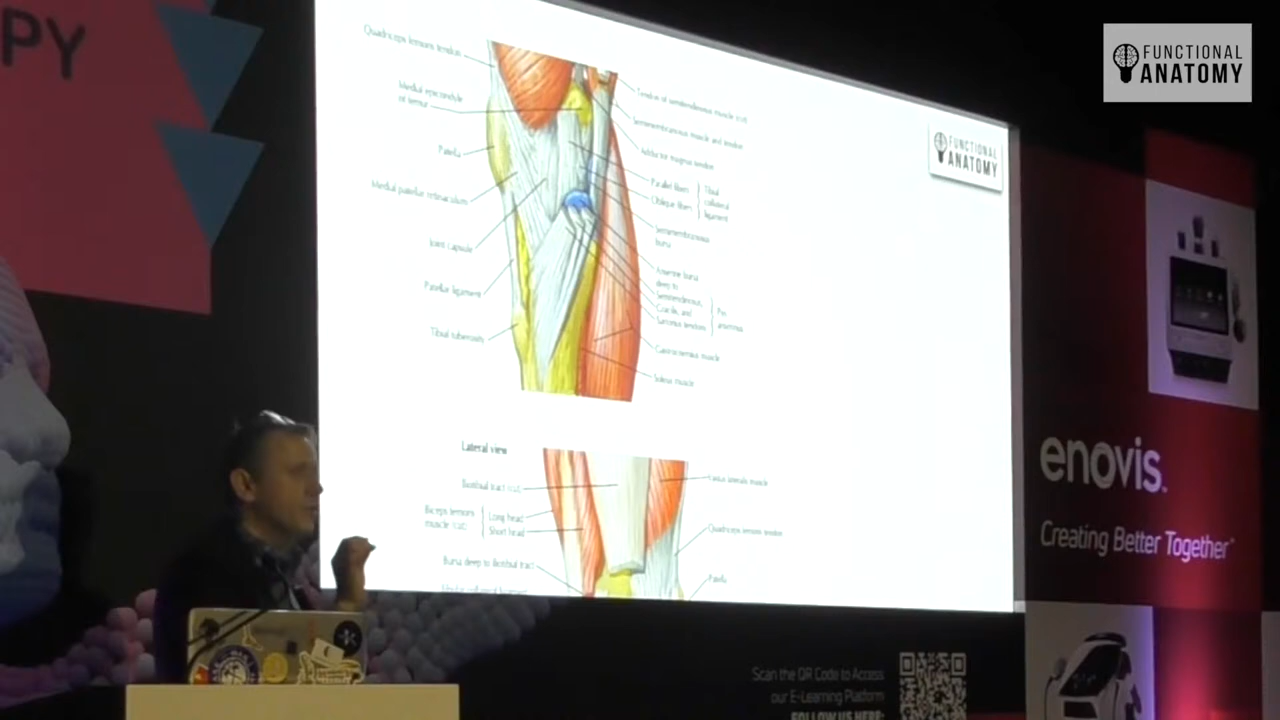 PY
FUNCTIONAL
ANATOMY
FUNCTIONAL
ANATOMY
Quadriceps femoris tendon
Medial epicondyle
of femur
Patella
Medial patellar retinaculum
Joint capsule
Patellar ligament
Tibial tuberosity
Tendon of semitendinosus muscle (cut)
Semimembranosus muscle and tendon
Adductor magnus tendon
Parallel fibers
Oblique fibers
Tibial
collateral
ligament
Semimembranosus
bursa
Anserine bursa
deep to
Semitendinosus,
Gracilis, and
Sartorius tendons
Pes
anserinus
Gastrocnemius muscle
Soleus muscle
Lateral view
Iliotibial tract (cut)
Biceps femoris
muscle (cut)
Long head
Short head
Bursa deep to iliotibial tract
Vastus lateralis muscle
Quadriceps femoris tendon
Patella
enovis
Creating Better Together
Scan the QR Code to Access
our E-Learning Platform
FOLLOW US HERE: